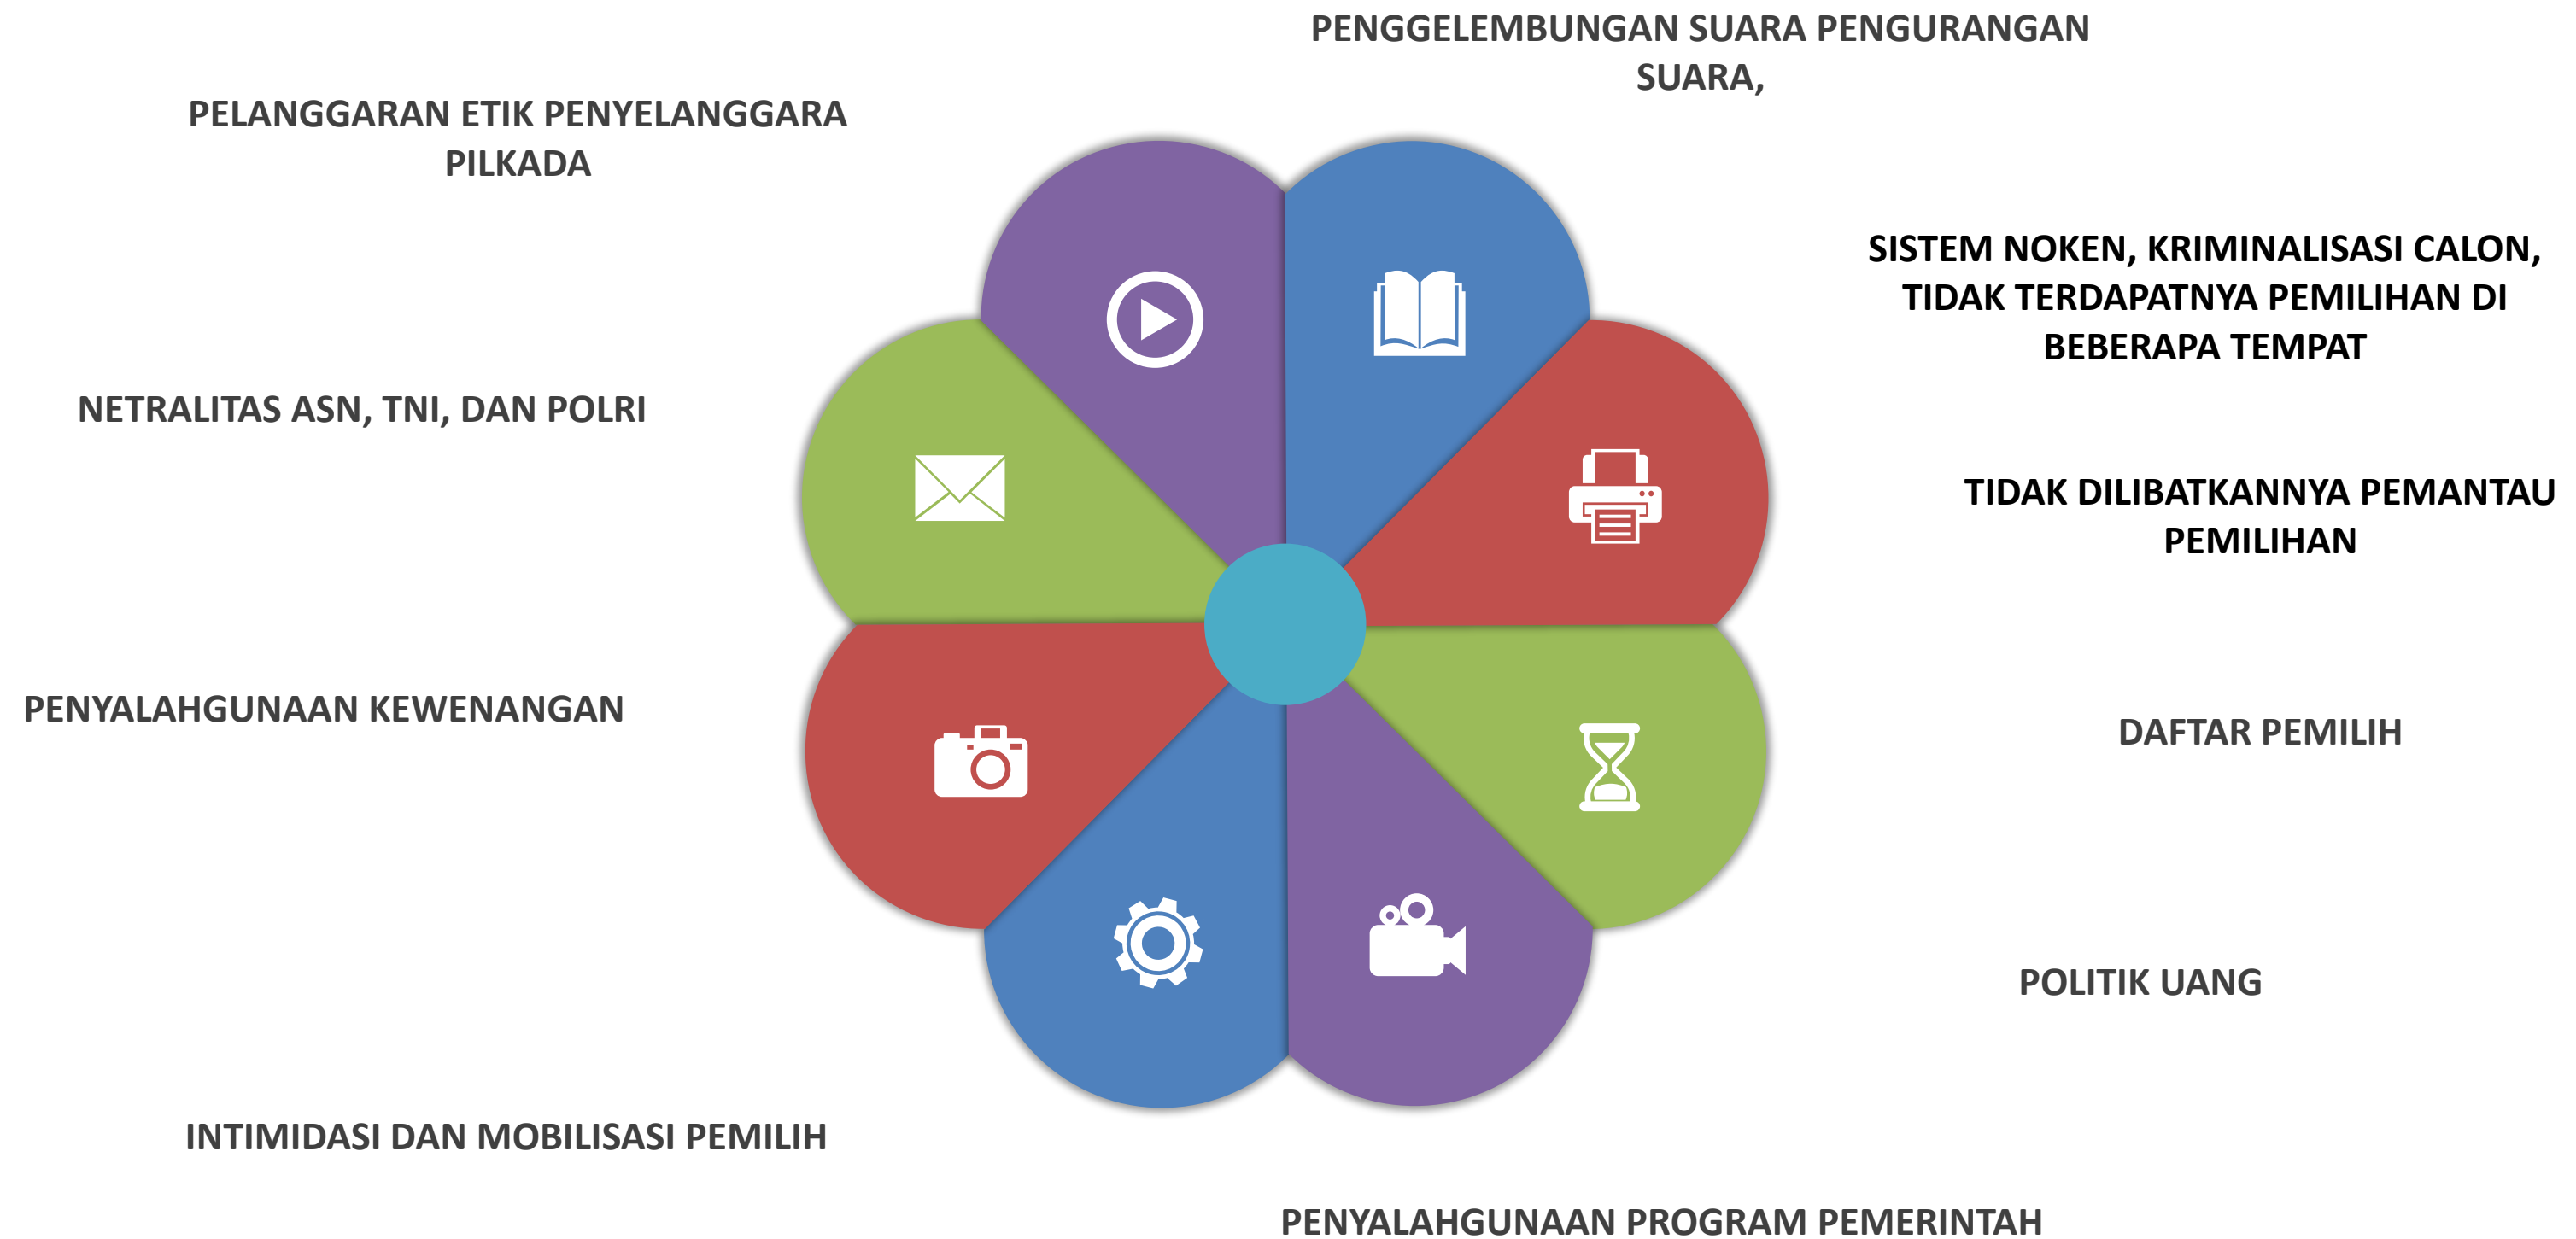 PENGGELEMBUNGAN SUARA PENGURANGAN
SUARA,
PELANGGARAN ETIK PENYELANGGARA
PILKADA
SISTEM NOKEN, KRIMINALISASI CALON,
TIDAK TERDAPATNYA PEMILIHAN DI
BEBERAPA TEMPAT
NETRALITAS ASN, TNI, DAN POLRI
TIDAK DILIBATKANNYA PEMANTAU
PEMILIHAN
PENYALAHGUNAAN KEWENANGAN
DAFTAR PEMILIH
POLITIK UANG
INTIMIDASI DAN MOBILISASI PEMILIH
PENYALAHGUNAAN PROGRAM PEMERINTAH